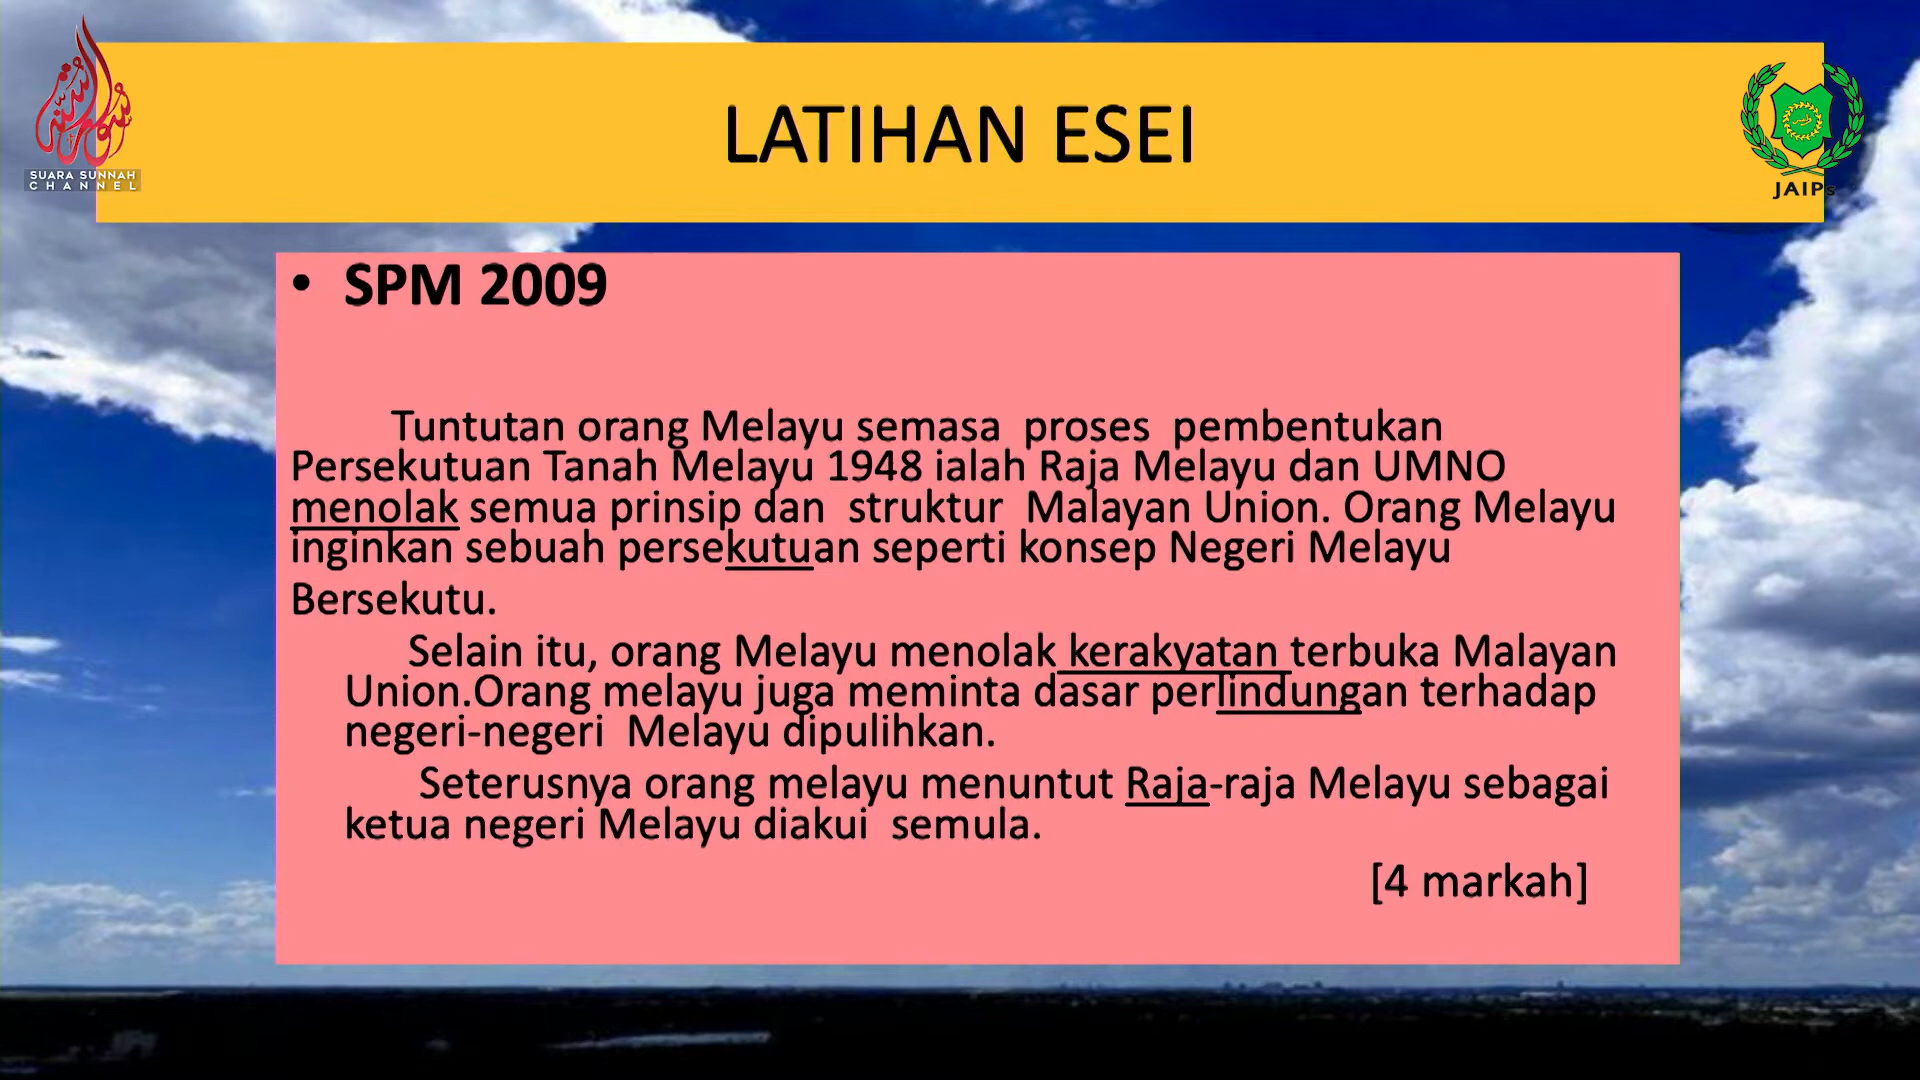 SUARA SUNNAH
CHANNEL
LATIHAN ESEI
JAIPs
• SPM 2009
Tuntutan orang Melayu semasa proses pembentukan
Persekutuan Tanah Melayu 1948 ialah Raja Melayu dan UMNO
menolak semua prinsip dan struktur Malayan Union. Orang Melayu
inginkan sebuah persekutuan seperti konsep Negeri Melayu
Bersekutu.
Selain itu, orang Melayu menolak kerakyatan terbuka Malayan
Union.Orang melayu juga meminta dasar perlindungan terhadap
negeri-negeri Melayu dipulihkan.
Seterusnya orang melayu menuntut Raja-raja Melayu sebagai
ketua negeri Melayu diakui semula.
[4 markah]